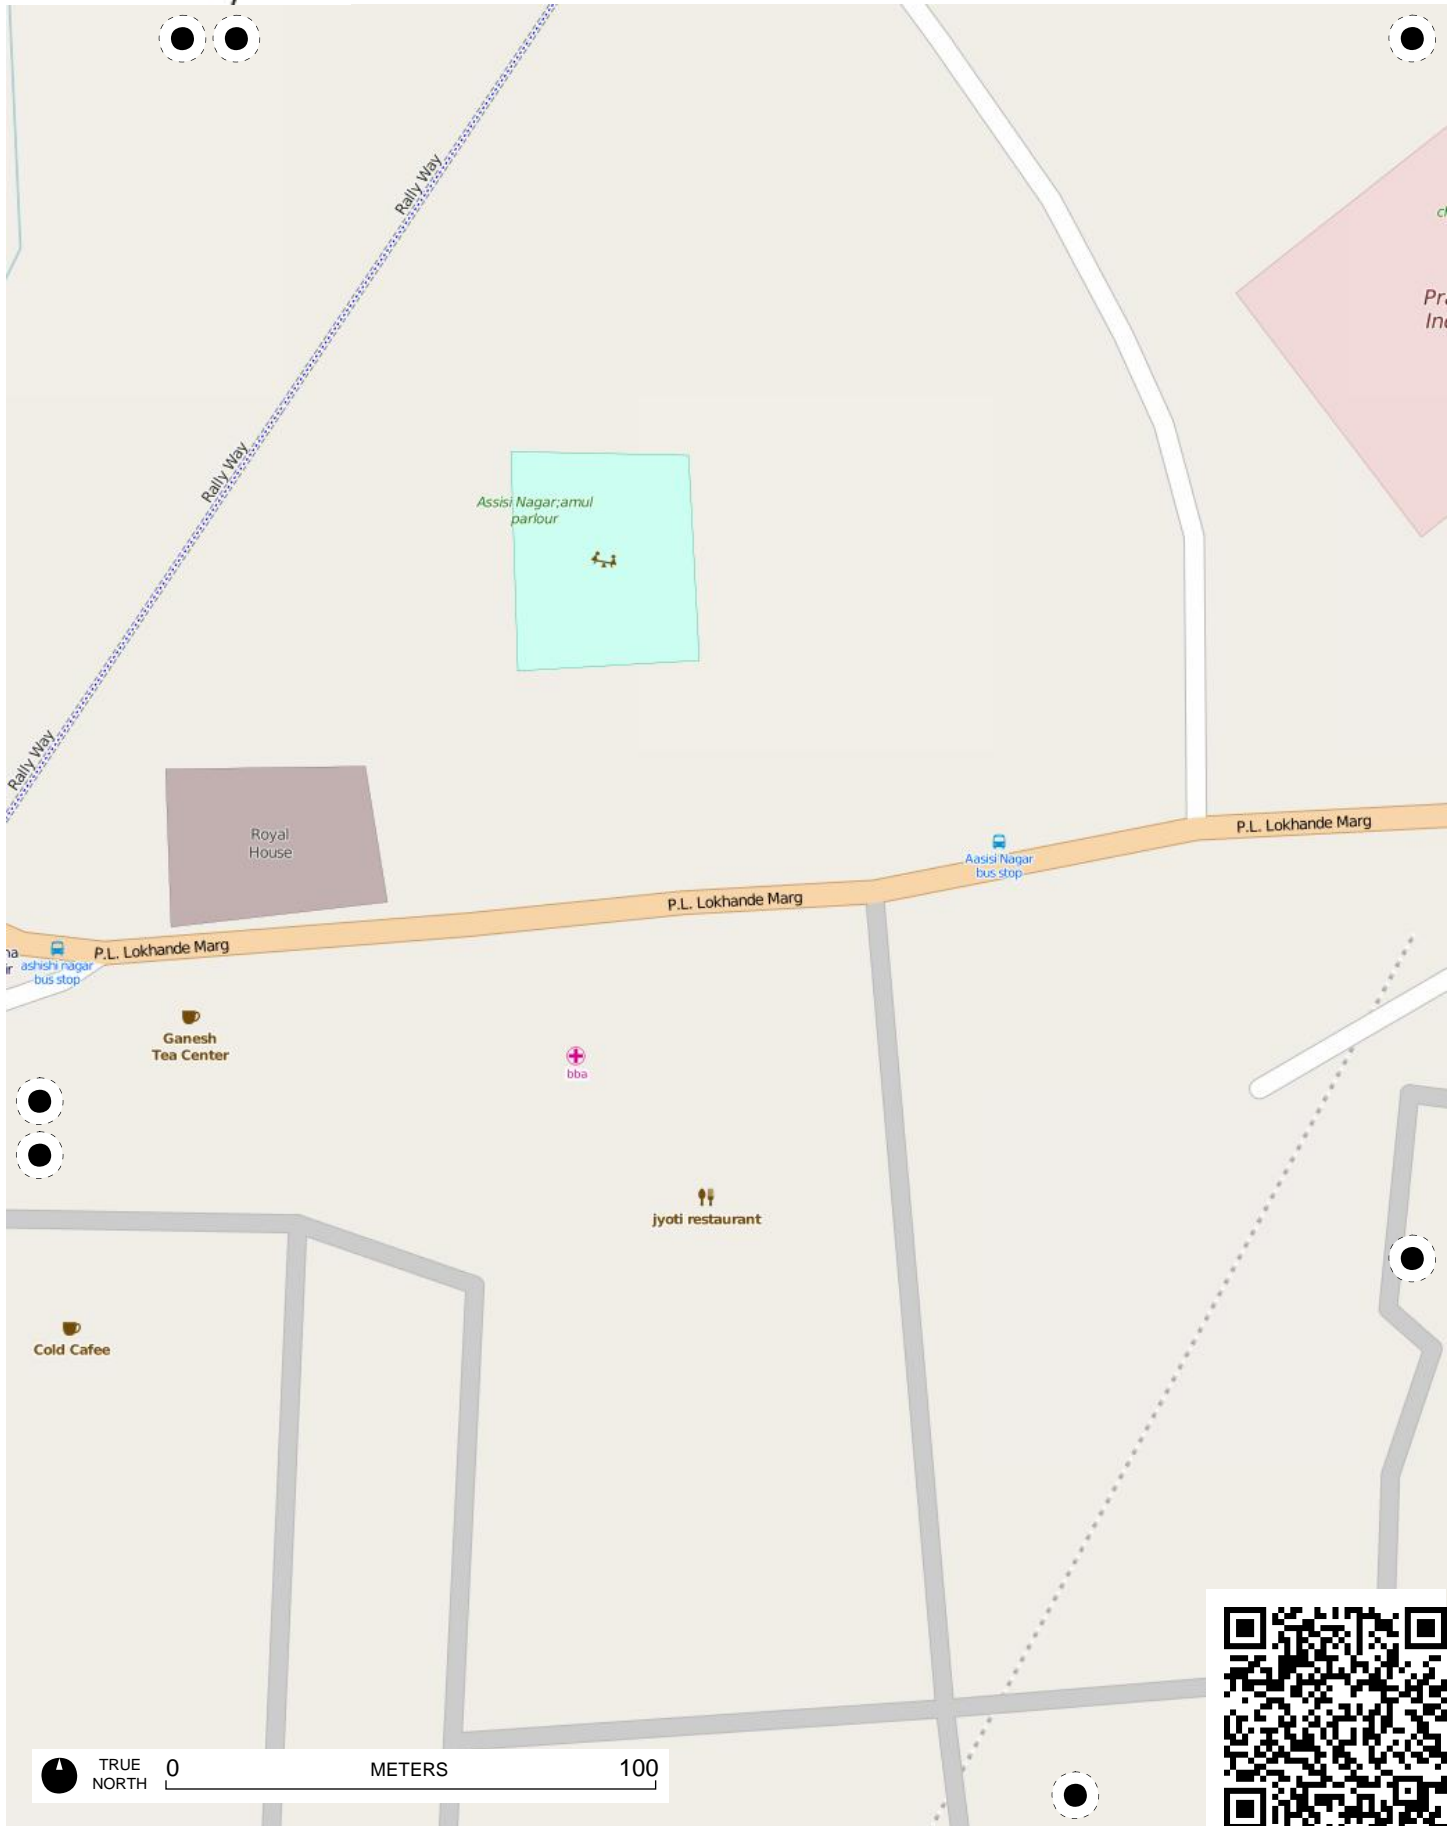 Rally Way
Rally Way
Rally Way
Assisi Nagar;amul
parlour
Royal
House
P.L. Lokhande Marg
Aasisi Nagar
bus stop
P.L. Lokhande Marg
P.L. Lokhande Marg
ashishi nagar
bus stop
Ganesh
Tea Center
bba
jyoti restaurant
Cold Cafee
TRUE
NORTH
0 METERS 100